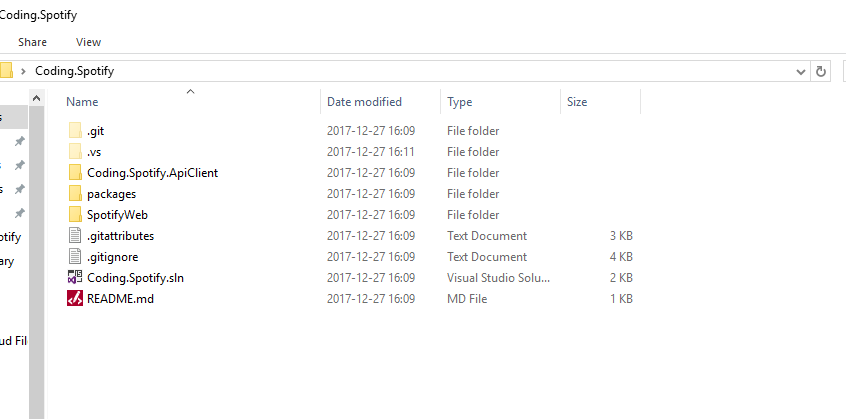 Coding.Spotify
Share View
Coding.Spotify
Name Date modified Type Size
.git 2017-12-27 16:09 File folder
.vs 2017-12-27 16:11 File folder
Coding.Spotify.ApiClient 2017-12-27 16:09 File folder
packages 2017-12-27 16:09 File folder
SpotifyWeb 2017-12-27 16:09 File folder
.gitattributes 2017-12-27 16:09 Text Document 3 KB
.gitignore 2017-12-27 16:09 Text Document 4 KB
Coding.Spotify.sln 2017-12-27 16:09 Visual Studio Solu... 2 KB
README.md 2017-12-27 16:09 MD File 1 KB
otify
ary
ud Fil